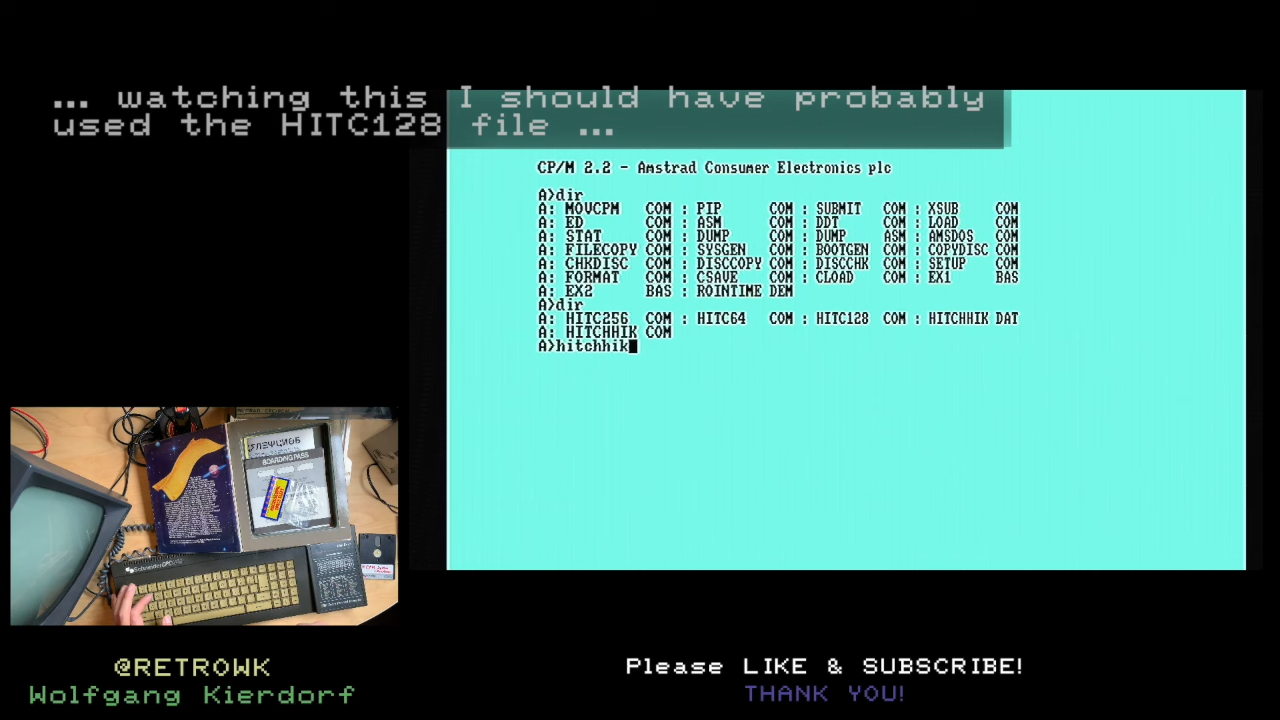 ... watching this I should have probably
used the HITC128 file ...
CP/M 2.2 - Amstrad Consumer Electronics plc
A>dir
A: MOVCPM   COM : PIP      COM : SUBMIT   COM : XSUB     COM
A: ED       COM : ASM      COM : DDT      COM : LOAD     COM
A: STAT     COM : DUMP     COM : DUMP     ASM : AMSDOS   COM
A: FILECOPY COM : SYSGEN   COM : BOOTGEN  COM : COPYDISC COM
A: CHKDISC  COM : DISCCOPY COM : DISCCHK  COM : SETUP    COM
A: FORMAT   COM : CSAVE    COM : CLOAD    COM : EX1      BAS
A: EX2      BAS : ROINTIME DEM
A>dir
A: HITC256  COM : HITC64   COM : HITC128  COM : HITCHHIK DAT
A: HITCHHIK COM
A>hitchhik
BOARDING PASS
@RETROWK
Wolfgang Kierdorf
Please LIKE & SUBSCRIBE!
THANK YOU!